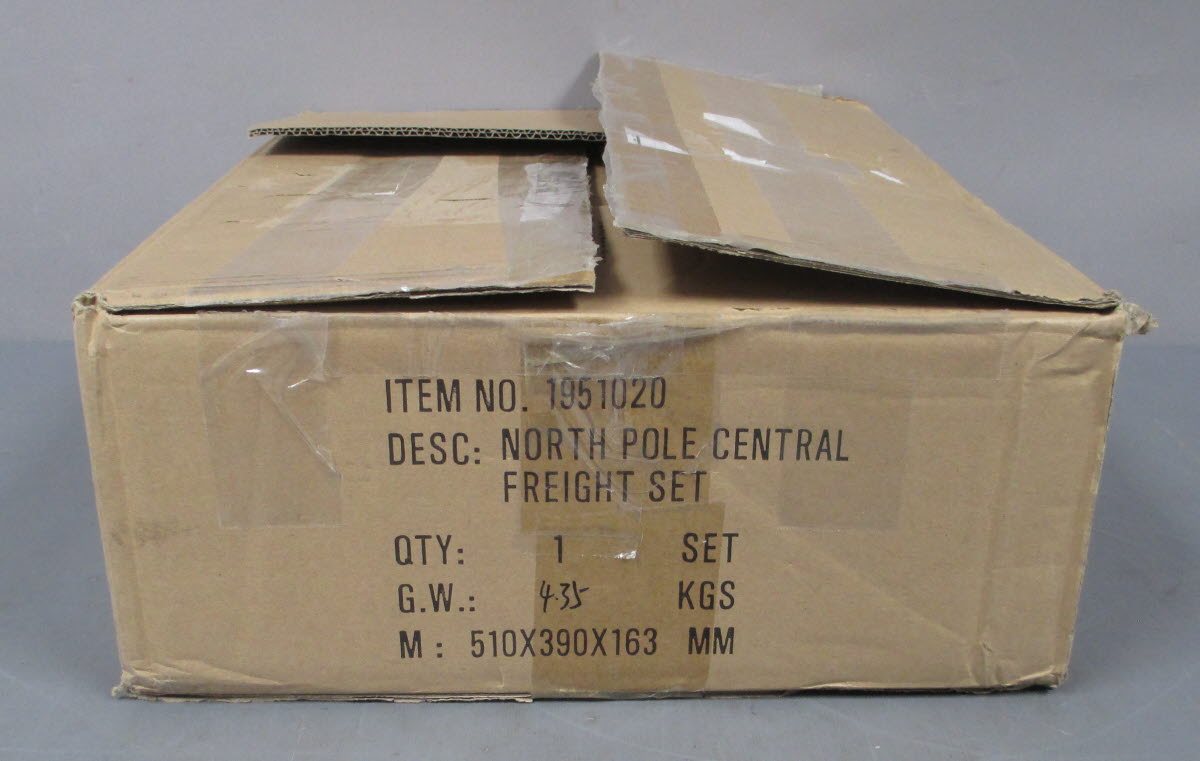 ITEM NO. 1951020
DESC: NORTH POLE CENTRAL
FREIGHT SET
QTY: 1 SET
G.W.: 4.35 KGS
M: 510X390X163 MM